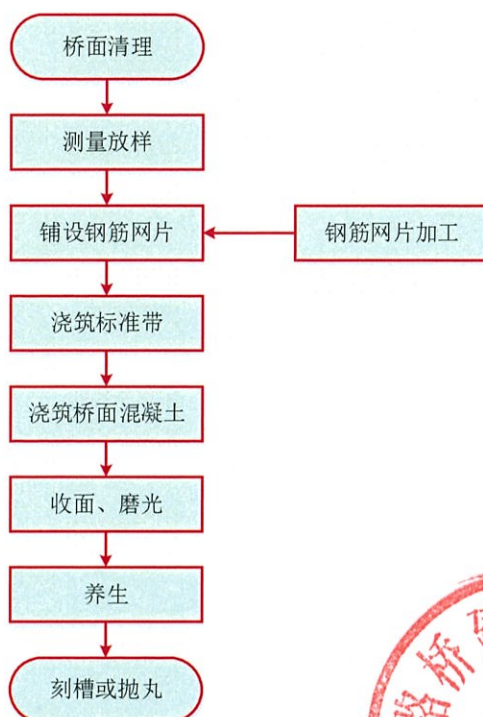 桥面清理
测量放样
铺设钢筋网片
钢筋网片加工
浇筑标准带
浇筑桥面混凝土
收面、磨光
养生
刻槽或抛丸
路桥